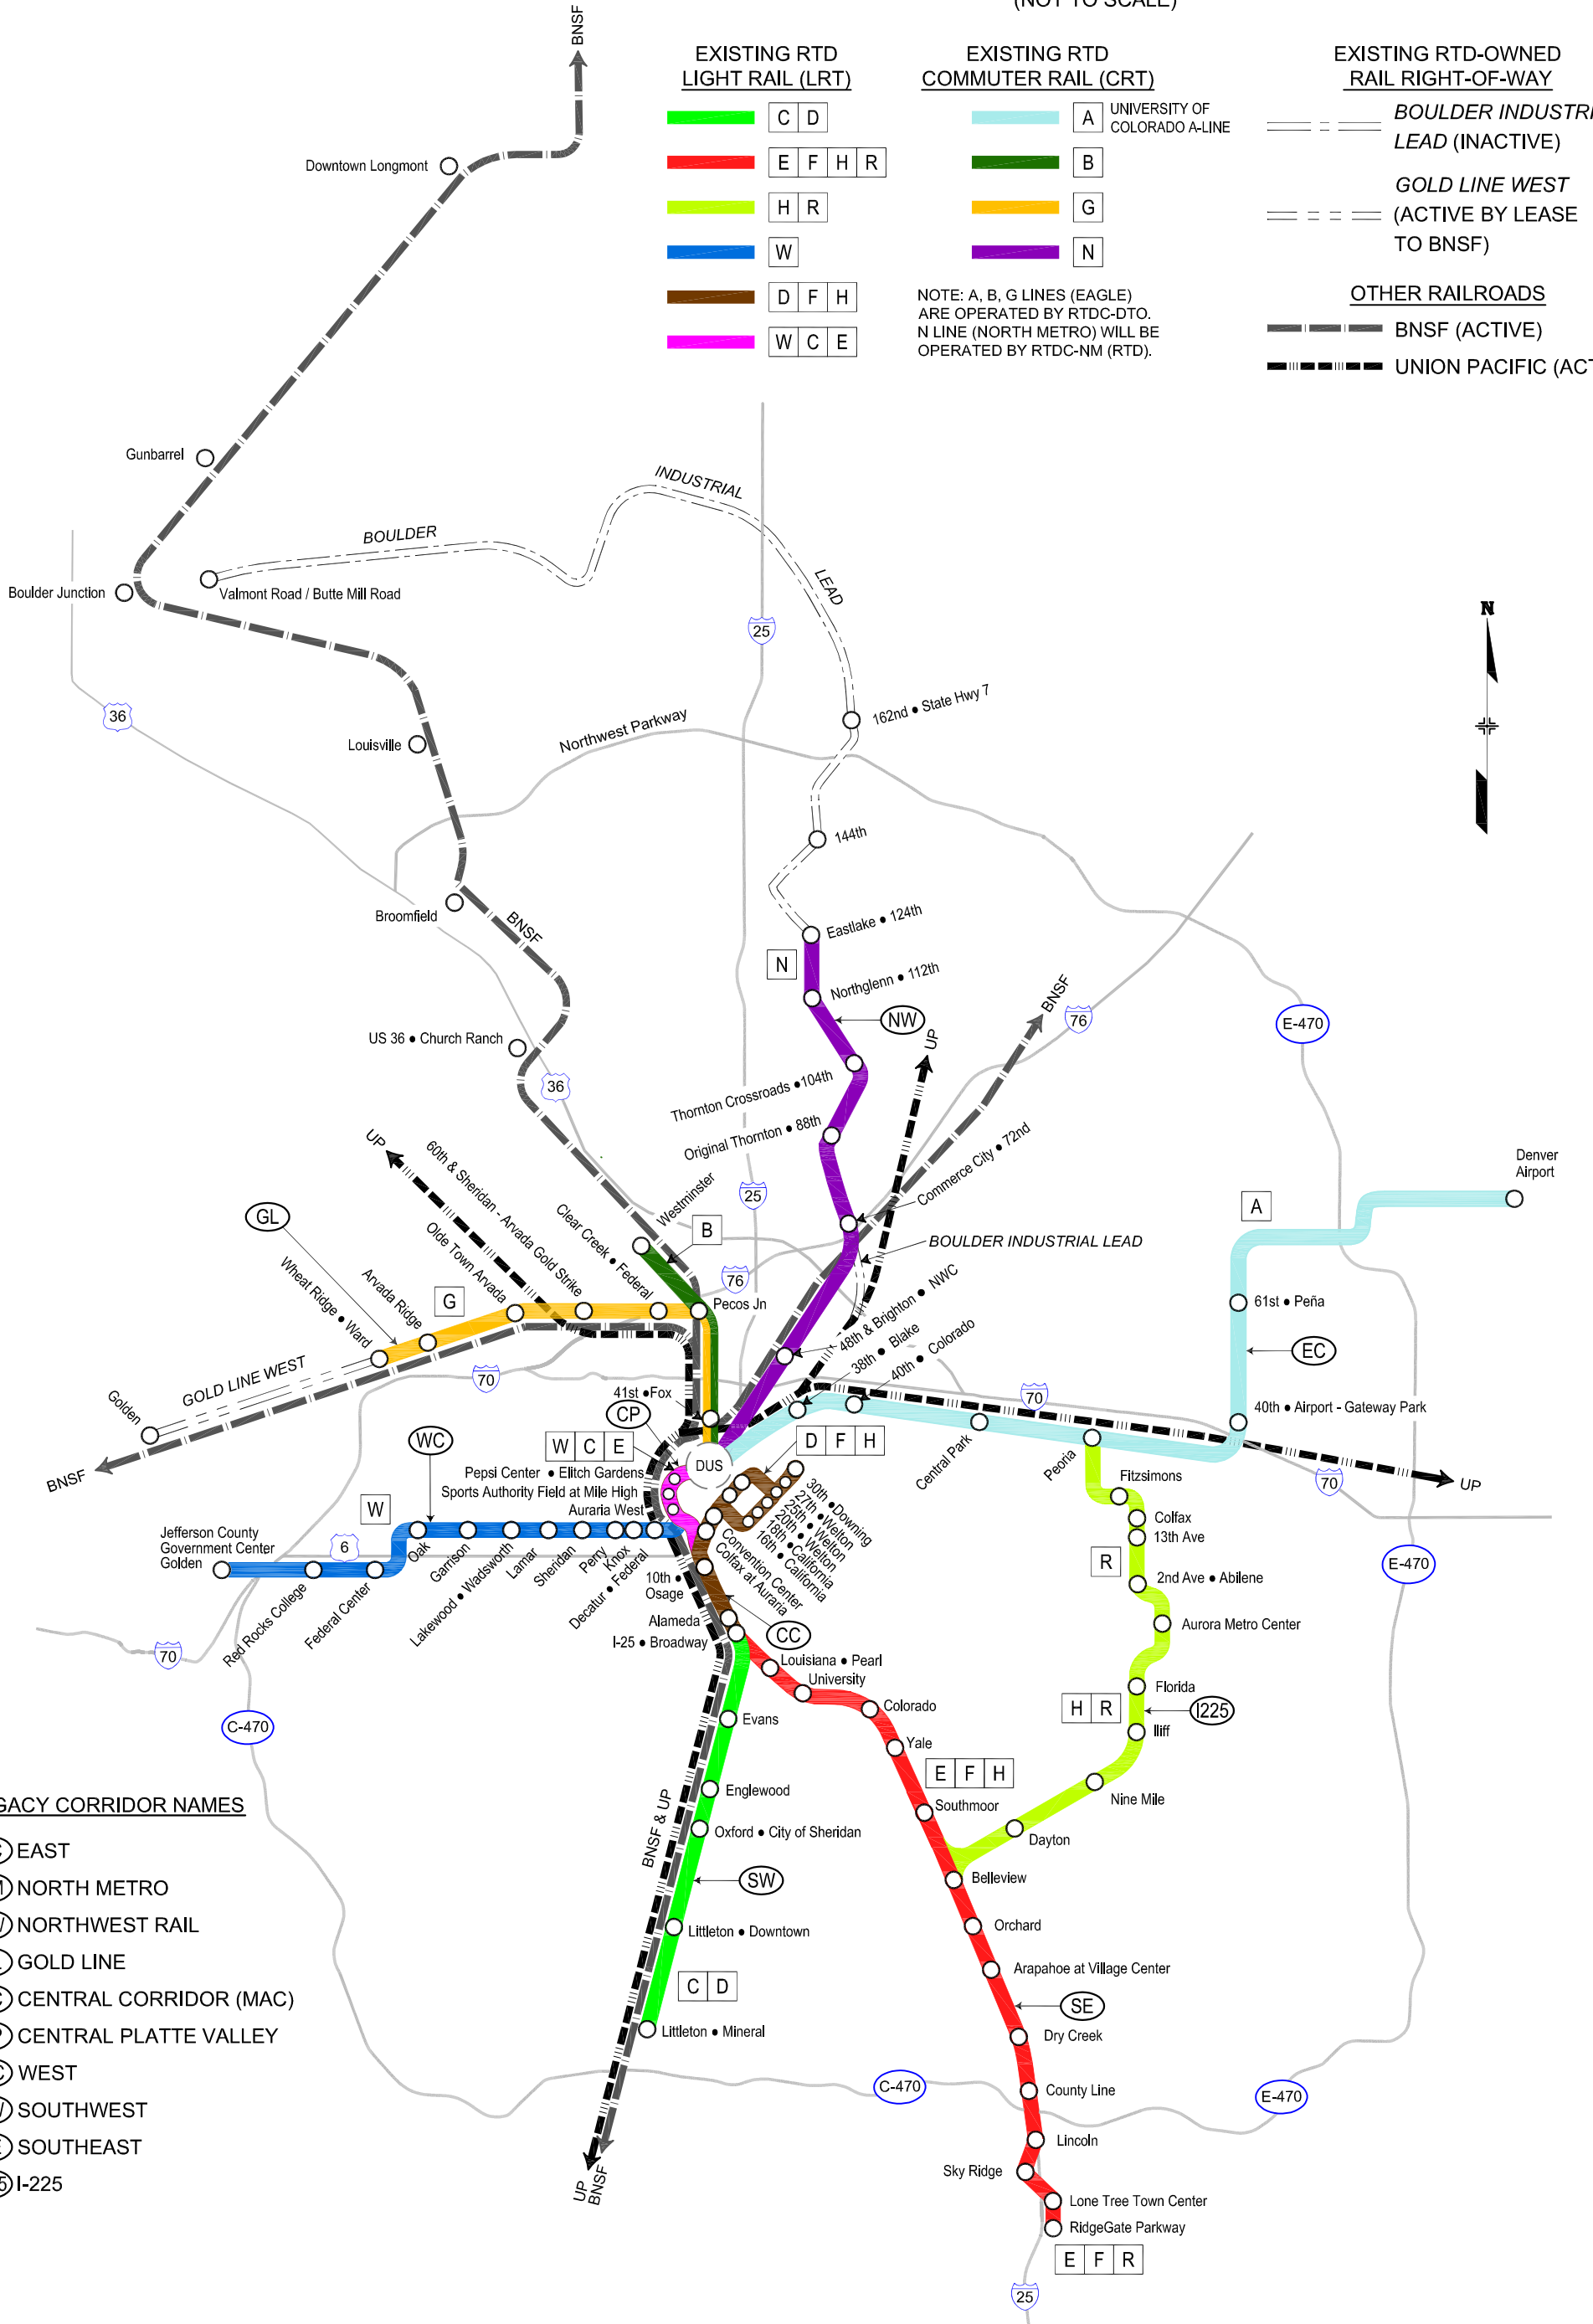 (NOT TO SCALE)
EXISTING RTD
LIGHT RAIL (LRT)
C D
E F H R
H R
W
D F H
W C E
EXISTING RTD
COMMUTER RAIL (CRT)
A UNIVERSITY OF
COLORADO A-LINE
B
G
N
NOTE: A, B, G LINES (EAGLE)
ARE OPERATED BY RTDC-DTO.
N LINE (NORTH METRO) WILL BE
OPERATED BY RTDC-NM (RTD).
EXISTING RTD-OWNED
RAIL RIGHT-OF-WAY
BOULDER INDUSTRI
LEAD (INACTIVE)
GOLD LINE WEST
(ACTIVE BY LEASE
TO BNSF)
OTHER RAILROADS
BNSF (ACTIVE)
UNION PACIFIC (ACT
BNSF
Downtown Longmont
Gunbarrel
INDUSTRIAL
BOULDER
LEAD
Boulder Junction
Valmont Road / Butte Mill Road
25
N
36
162nd ● State Hwy 7
Northwest Parkway
Louisville
144th
Broomfield
BNSF
Eastlake ● 124th
N
Northglenn ● 112th
NW
BNSF
76
E-470
UP
US 36 ● Church Ranch
36
Thornton Crossroads ●104th
Original Thornton ● 88th
Commerce City ● 72nd
UP
60th & Sheridan - Arvada Gold Strike
Clear Creek ● Federal
Westminster
25
Denver
Airport
A
GL
B
BOULDER INDUSTRIAL LEAD
Olde Town Arvada
Wheat Ridge ● Ward
Arvada Ridge
G
76
Pecos Jn
61st ● Peña
48th & Brighton ● NWC
38th ● Blake
40th ● Colorado
EC
GOLD LINE WEST
70
Golden
41st ●Fox
CP
70
40th ● Airport - Gateway Park
BNSF
WC
W C E
D F H
DUS
Central Park
Peoria
70
UP
Pepsi Center ● Elitch Gardens
Sports Authority Field at Mile High
Auraria West
Fitzsimons
W
30th ●Downing
27th ●Welton
25th ● Welton
20th ● Welton
18th ●California
16th ● California
Convention Center
Colfax at Auraria
Colfax
13th Ave
Jefferson County
Government Center
Golden
6
Oak
Garrison
Lakewood ● Wadsworth
Lamar
Sheridan
Perry
Knox
Decatur ● Federal
Red Rocks College
Federal Center
10th ●
Osage
R
2nd Ave ● Abilene
E-470
Aurora Metro Center
Alameda
I-25 ● Broadway
CC
70
Louisiana ● Pearl
University
Colorado
Florida
H R
I225
Iliff
C-470
Evans
Yale
E F H
Englewood
Southmoor
Nine Mile
BNSF & UP
Oxford ● City of Sheridan
Dayton
SW
Belleview
Littleton ● Downtown
Orchard
Arapahoe at Village Center
C D
SE
Littleton ● Mineral
Dry Creek
C-470
County Line
E-470
Lincoln
Sky Ridge
UP
BNSF
Lone Tree Town Center
RidgeGate Parkway
E F R
25
GACY CORRIDOR NAMES
EAST
NORTH METRO
NORTHWEST RAIL
GOLD LINE
CENTRAL CORRIDOR (MAC)
CENTRAL PLATTE VALLEY
WEST
SOUTHWEST
SOUTHEAST
I-225